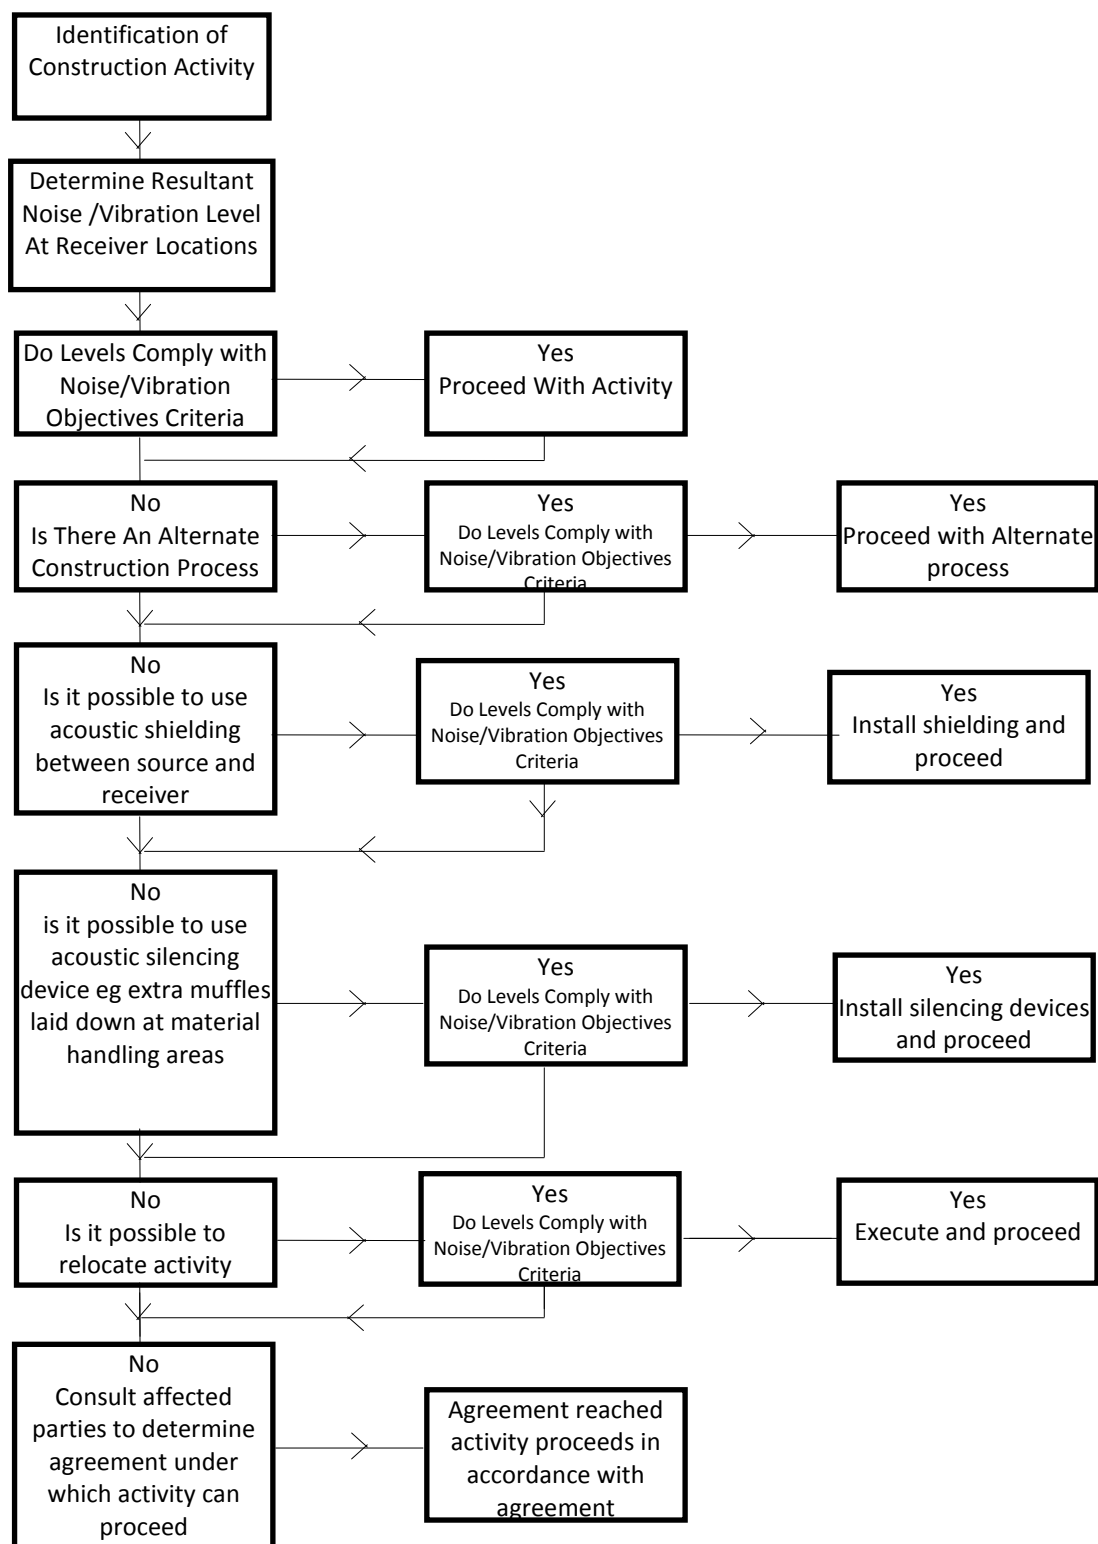 Identification of
Construction Activity
Determine Resultant
Noise /Vibration Level
At Receiver Locations
Do Levels Comply with
Noise/Vibration
Objectives Criteria
Yes
Proceed With Activity
No
Is There An Alternate
Construction Process
Yes
Do Levels Comply with
Noise/Vibration Objectives
Criteria
Yes
Proceed with Alternate
process
No
Is it possible to use
acoustic shielding
between source and
receiver
Yes
Do Levels Comply with
Noise/Vibration Objectives
Criteria
Yes
Install shielding and
proceed
No
is it possible to use
acoustic silencing
device eg extra muffles
laid down at material
handling areas
Yes
Do Levels Comply with
Noise/Vibration Objectives
Criteria
Yes
Install silencing devices
and proceed
No
Is it possible to
relocate activity
Yes
Do Levels Comply with
Noise/Vibration Objectives
Criteria
Yes
Execute and proceed
No
Consult affected
parties to determine
agreement under
which activity can
proceed
Agreement reached
activity proceeds in
accordance with
agreement